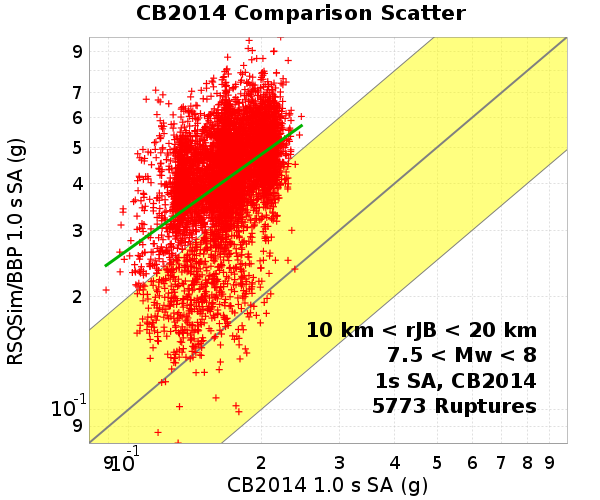 CB2014 Comparison Scatter
RSQSim/BBP 1.0 s SA (g)
9
7
6
5
4
3
2
10-1
9
10 km < rJB < 20 km
7.5 < Mw < 8
1s SA, CB2014
5773 Ruptures
9 10-1 2 3 4 5 6 7 8 9
CB2014 1.0 s SA (g)